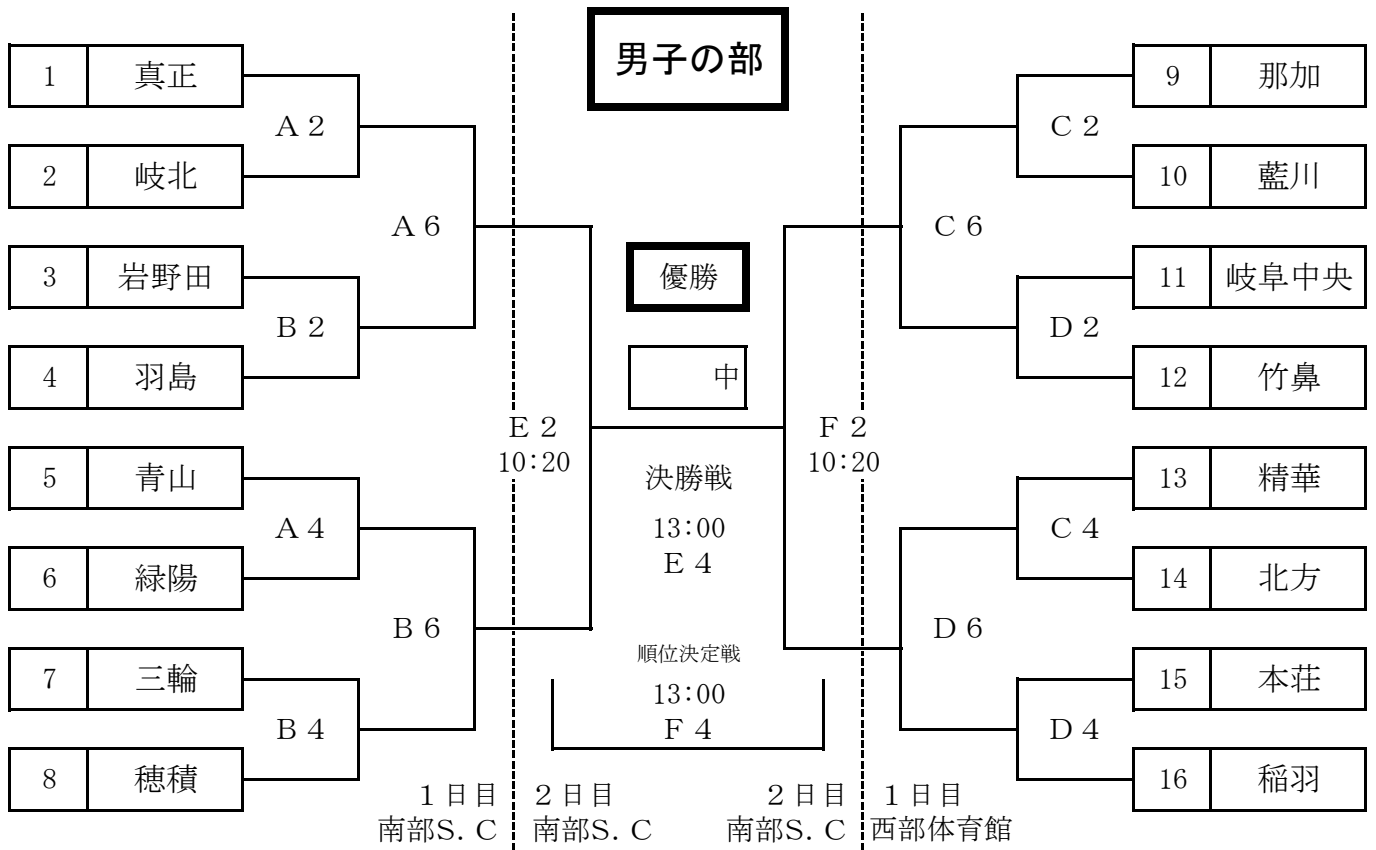 男子の部
1 真正
A2
2 岐北
A6
3 岩野田
B2
4 羽島
5 青山
A4
6 緑陽
B6
7 三輪
B4
8 穂積
E2
10:20
優勝
中
決勝戦
13:00
E4
順位決定戦
13:00
F4
F2
10:20
9 那加
C2
10 藍川
C6
11 岐阜中央
D2
12 竹鼻
13 精華
C4
14 北方
D6
15 本荘
D4
16 稲羽
1日目
南部S.C
2日目
南部S.C
2日目
南部S.C
1日目
西部体育館